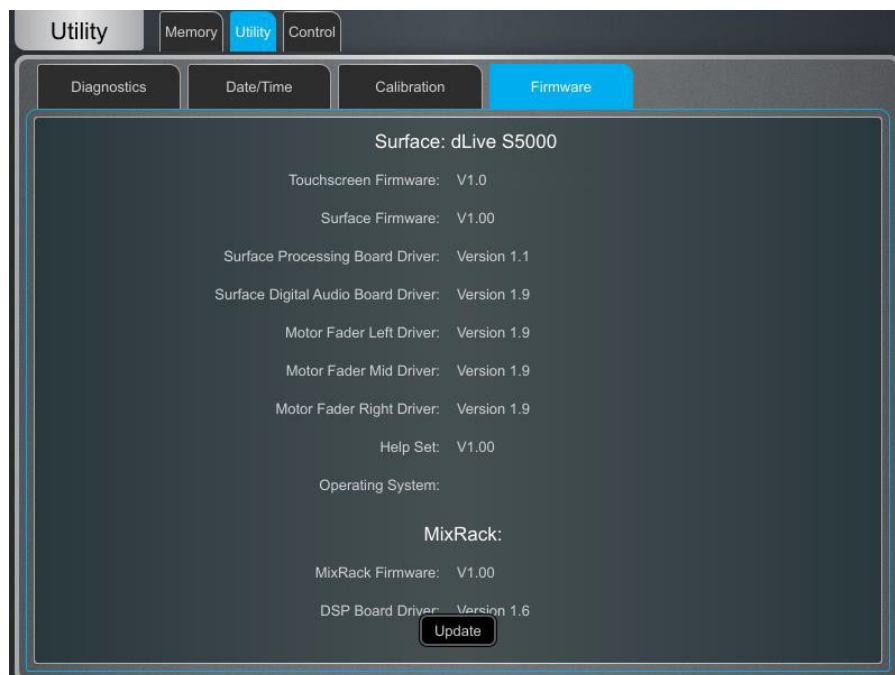 Utility Memory Utility Control
Diagnostics Date/Time Calibration Firmware
Surface: dLive S5000
Touchscreen Firmware: V1.0
Surface Firmware: V1.00
Surface Processing Board Driver: Version 1.1
Surface Digital Audio Board Driver: Version 1.9
Motor Fader Left Driver: Version 1.9
Motor Fader Mid Driver: Version 1.9
Motor Fader Right Driver: Version 1.9
Help Set: V1.00
Operating System:
MixRack:
MixRack Firmware: V1.00
DSP Board Driver: Version 1.6
Update